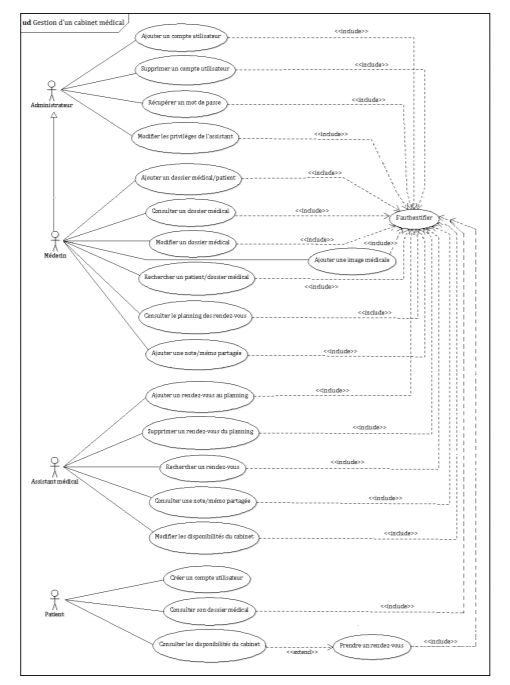 ud Gestion d'un cabinet médical
Ajouter un compte utilisateur
<<include>>
Supprimer un compte utilisateur
<<include>>
Administrateur
Récupérer un mot de passe
<<include>>
Modifier les privilèges de l'assistant
<<include>>
Ajouter un dossier médical/patient
<<include>>
Consulter un dossier médical
<<include>>
S'authentifier
Médecin
Modifier un dossier médical
<<include>>
<<include>>
Ajouter une image médicale
Rechercher un patient/dossier médical
<<include>>
Consulter le planning des rendez-vous
<<include>>
Ajouter une note/mémo partagée
<<include>>
Ajouter un rendez-vous au planning
<<include>>
Supprimer un rendez-vous du planning
<<include>>
Assistant médical
Rechercher un rendez-vous
<<include>>
Consulter une note/mémo partagée
<<include>>
Modifier les disponibilités du cabinet
<<include>>
Créer un compte utilisateur
Patient
Consulter son dossier médical
<<include>>
Consulter les disponibilités du cabinet
<<extend>>
Prendre un rendez-vous
<<include>>